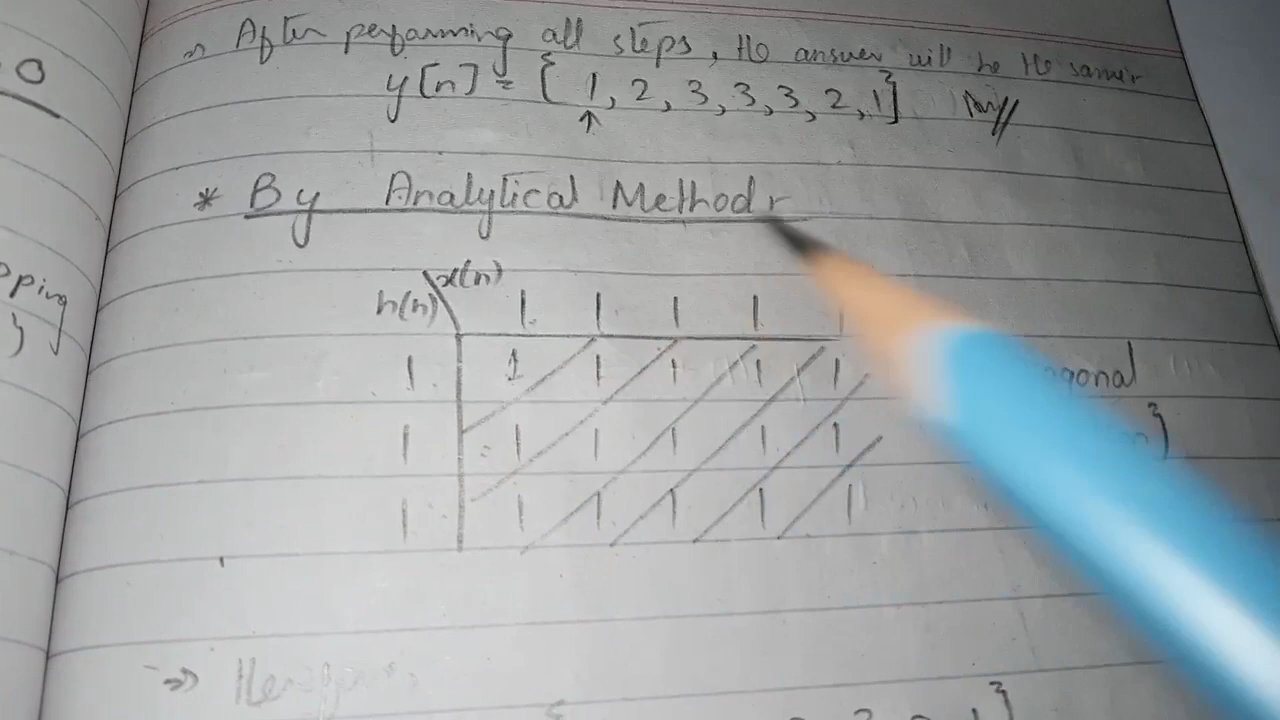 O
⇒ After performing all steps, the answer will be the same:-
y[n] = { 1, 2, 3, 3, 3, 2, 1} Ans//
↑
* By Analytical Method:-
x(n)
h(n) 1 1 1 1 1
1 1 1 1 1 1
1 1 1 1 1 1
1 1 1 1 1 1
}
⇒
1}